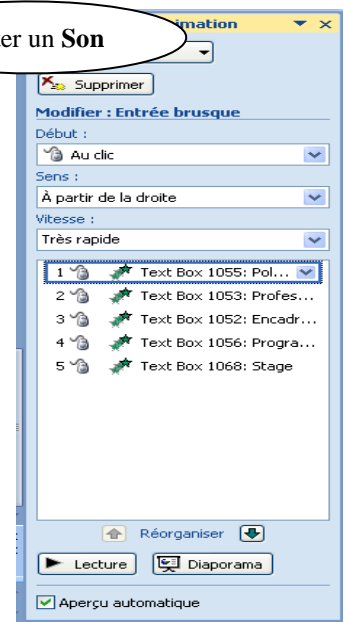 er un Son
imation
Supprimer
Modifier : Entrée brusque
Début :
Au clic
Sens :
À partir de la droite
Vitesse :
Très rapide
1 Text Box 1055: Pol...
2 Text Box 1053: Profes...
3 Text Box 1052: Encadr...
4 Text Box 1056: Progra...
5 Text Box 1068: Stage
Réorganiser
Lecture Diaporama
Aperçu automatique